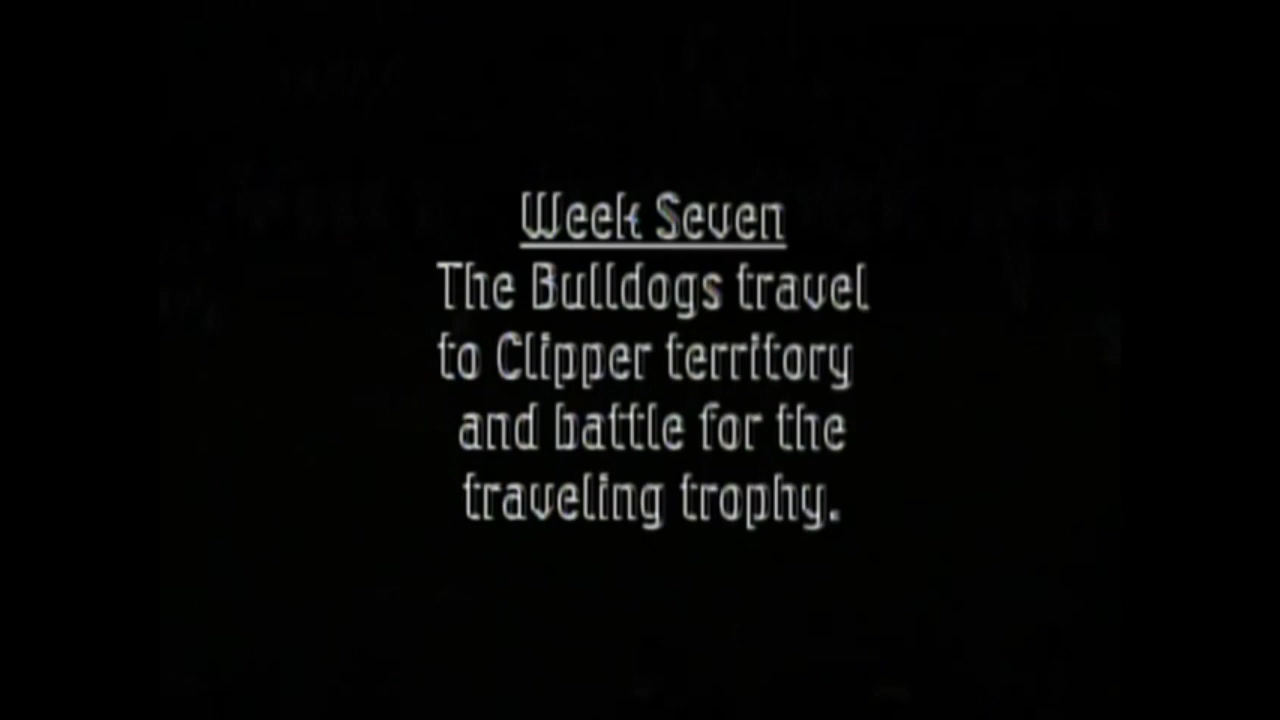 Week Seven
The Bulldogs travel
to Clipper territory
and battle for the
traveling trophy.